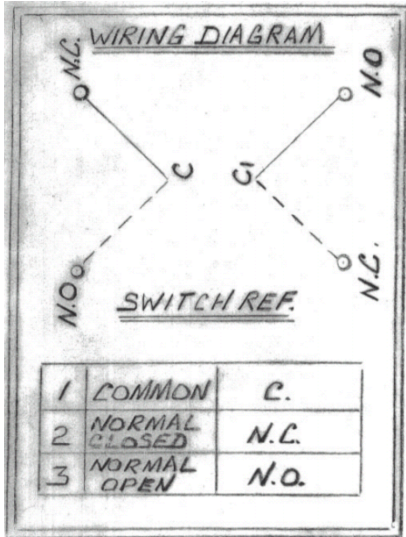 WIRING DIAGRAM
N.C.
N.O
C
C1
N.O
N.C.
SWITCH REF.
1 COMMON C.
2 NORMAL CLOSED N.C.
3 NORMAL OPEN N.O.